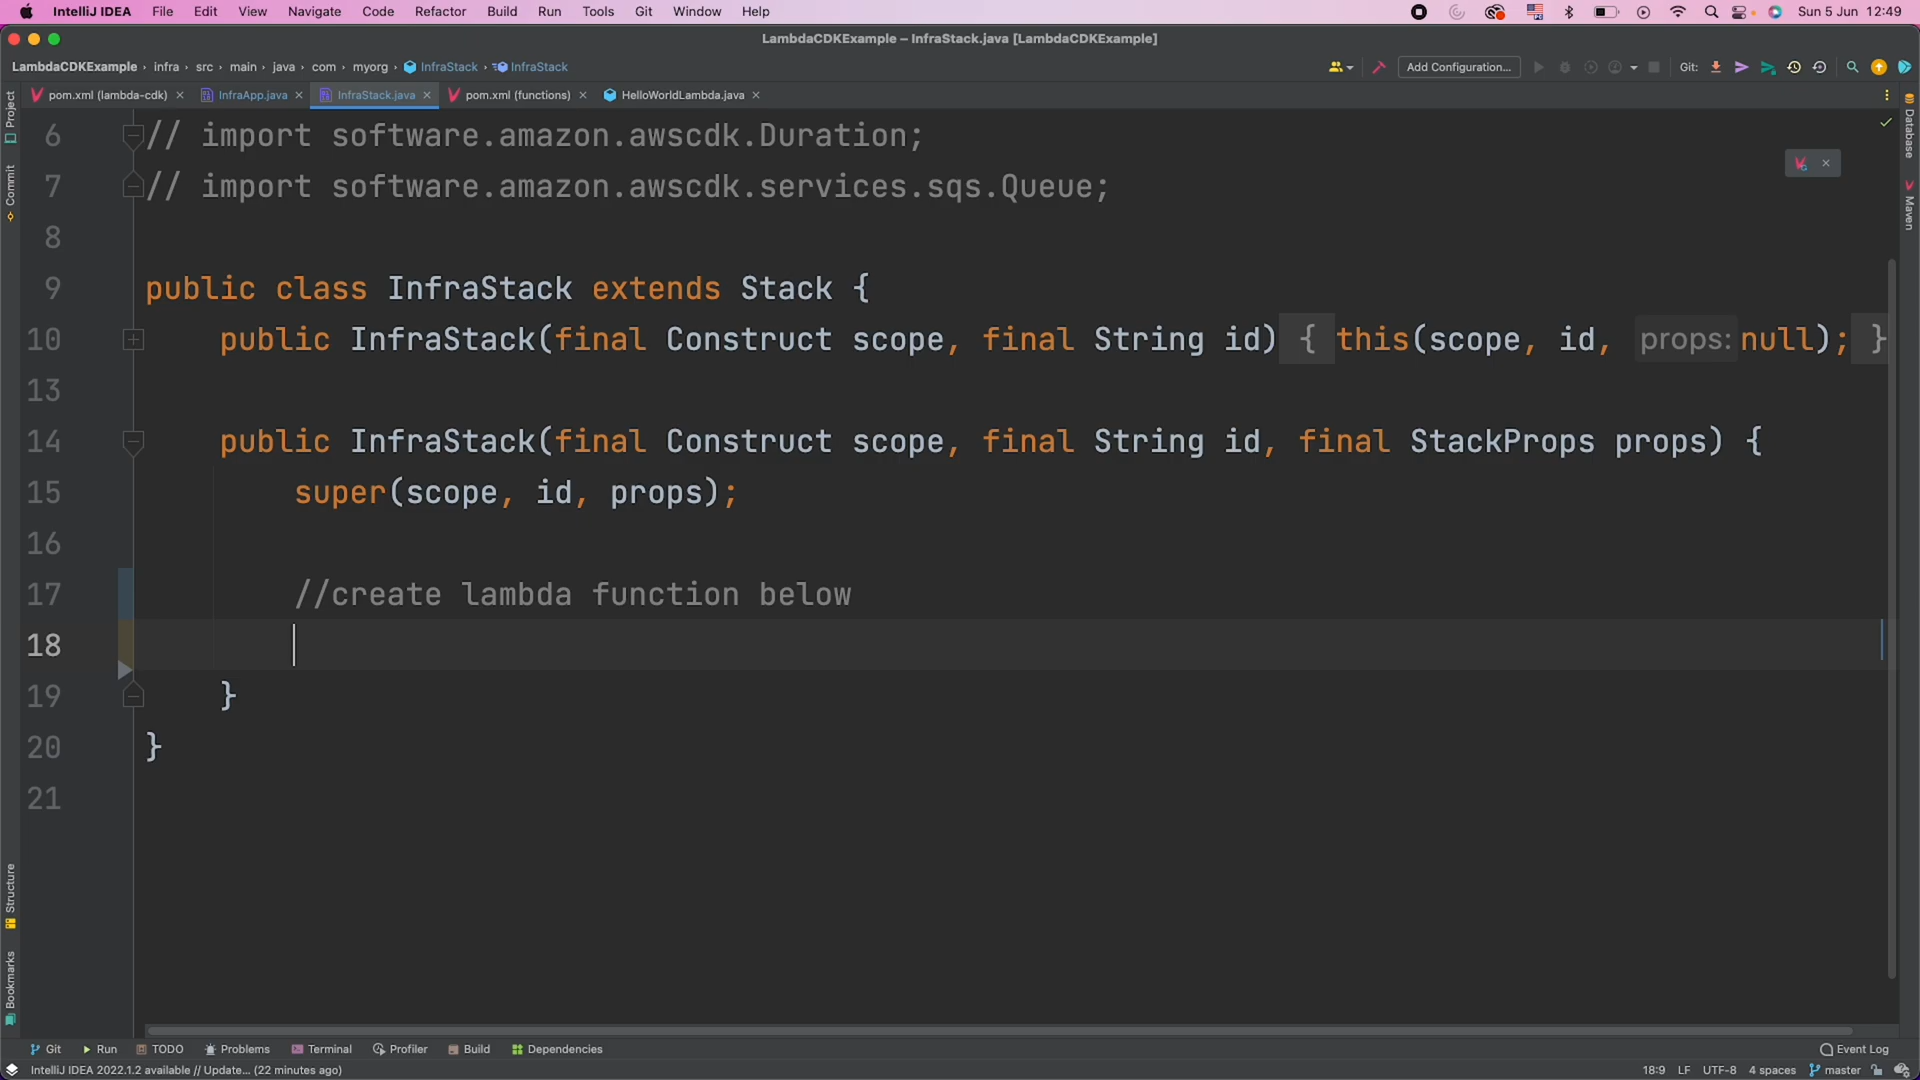 IntelliJ IDEA File Edit View Navigate Code Refactor Build Run Tools Git Window Help Sun 5 Jun 12:49
LambdaCDKExample – InfraStack.java [LambdaCDKExample]
LambdaCDKExample › infra › src › main › java › com › myorg › InfraStack › InfraStack Add Configuration... Git:
pom.xml (lambda-cdk) × InfraApp.java × InfraStack.java × pom.xml (functions) × HelloWorldLambda.java ×
Project
Commit
Structure
Bookmarks
6 // import software.amazon.awscdk.Duration;
7 // import software.amazon.awscdk.services.sqs.Queue;
8
9 public class InfraStack extends Stack {
10 public InfraStack(final Construct scope, final String id) { this(scope, id, props: null); }
13
14 public InfraStack(final Construct scope, final String id, final StackProps props) {
15 super(scope, id, props);
16
17 //create lambda function below
18
19 }
20 }
21
Database
Maven
Git Run TODO Problems Terminal Profiler Build Dependencies Event Log
IntelliJ IDEA 2022.1.2 available // Update... (22 minutes ago) 18:9 LF UTF-8 4 spaces master